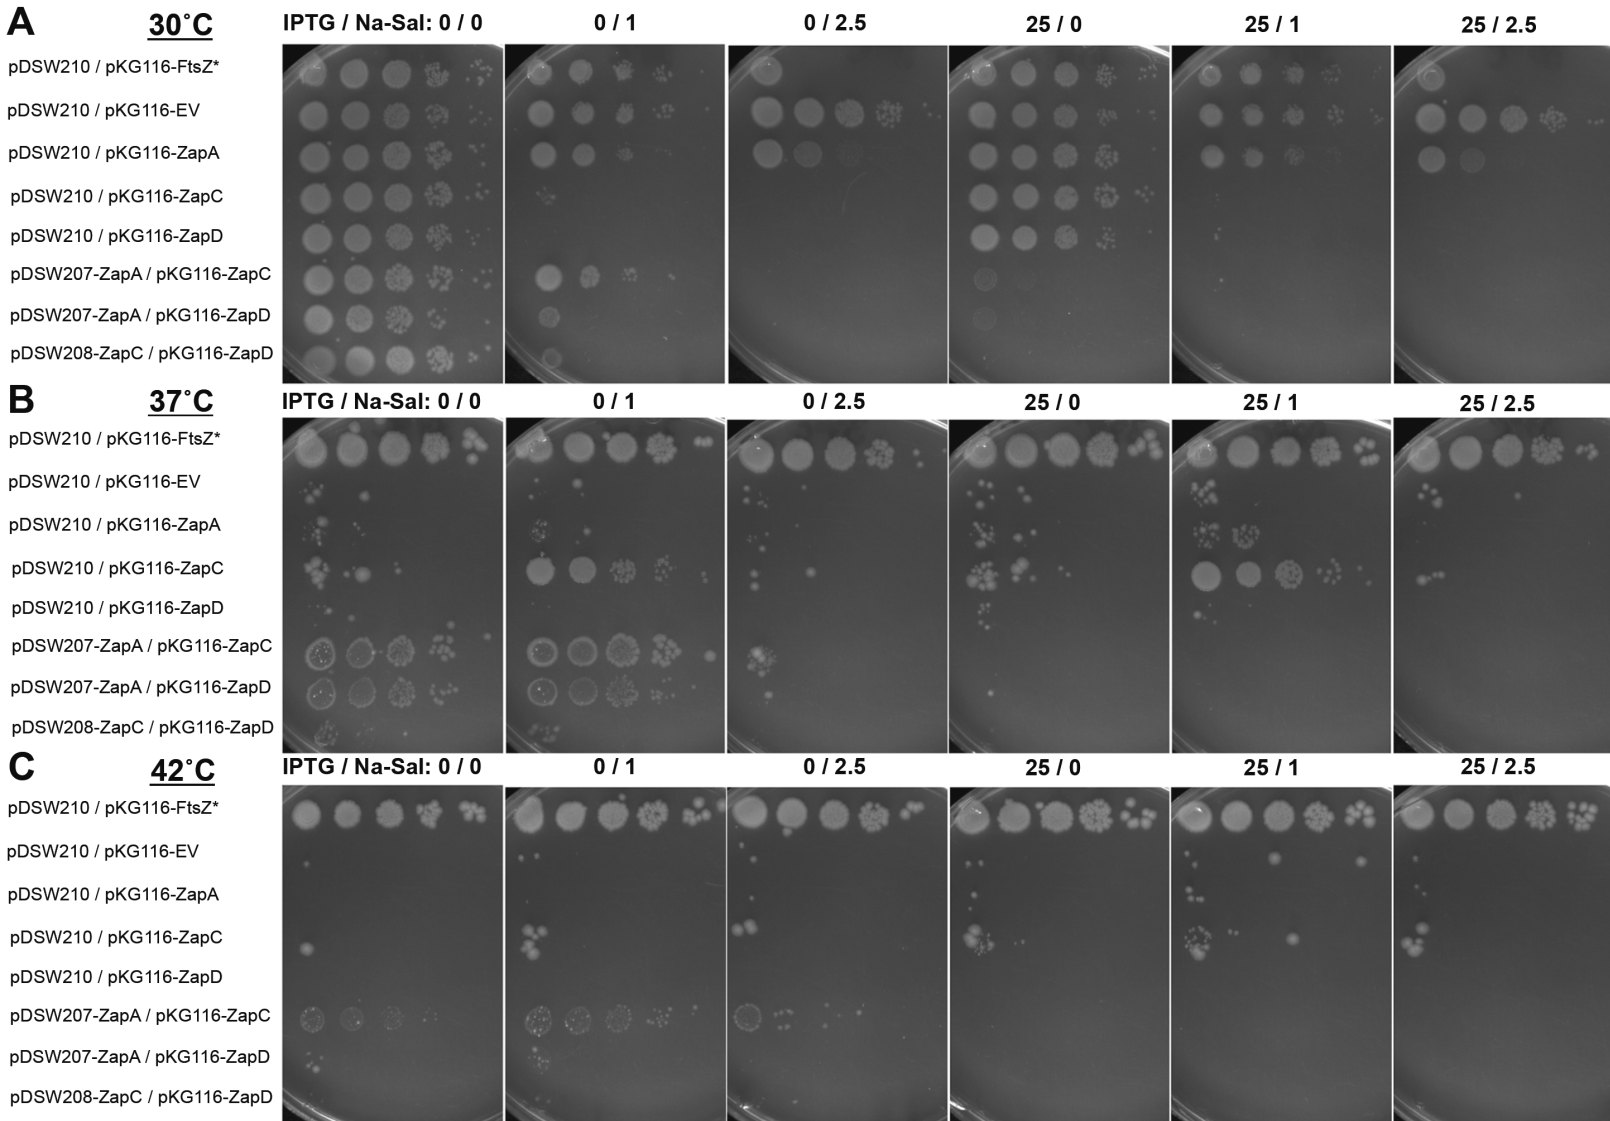 A 30˚C IPTG / Na-Sal: 0 / 0 0 / 1 0 / 2.5 25 / 0 25 / 1 25 / 2.5
pDSW210 / pKG116-FtsZ*
pDSW210 / pKG116-EV
pDSW210 / pKG116-ZapA
pDSW210 / pKG116-ZapC
pDSW210 / pKG116-ZapD
pDSW207-ZapA / pKG116-ZapC
pDSW207-ZapA / pKG116-ZapD
pDSW208-ZapC / pKG116-ZapD
B 37˚C IPTG / Na-Sal: 0 / 0 0 / 1 0 / 2.5 25 / 0 25 / 1 25 / 2.5
pDSW210 / pKG116-FtsZ*
pDSW210 / pKG116-EV
pDSW210 / pKG116-ZapA
pDSW210 / pKG116-ZapC
pDSW210 / pKG116-ZapD
pDSW207-ZapA / pKG116-ZapC
pDSW207-ZapA / pKG116-ZapD
pDSW208-ZapC / pKG116-ZapD
C 42˚C IPTG / Na-Sal: 0 / 0 0 / 1 0 / 2.5 25 / 0 25 / 1 25 / 2.5
pDSW210 / pKG116-FtsZ*
pDSW210 / pKG116-EV
pDSW210 / pKG116-ZapA
pDSW210 / pKG116-ZapC
pDSW210 / pKG116-ZapD
pDSW207-ZapA / pKG116-ZapC
pDSW207-ZapA / pKG116-ZapD
pDSW208-ZapC / pKG116-ZapD